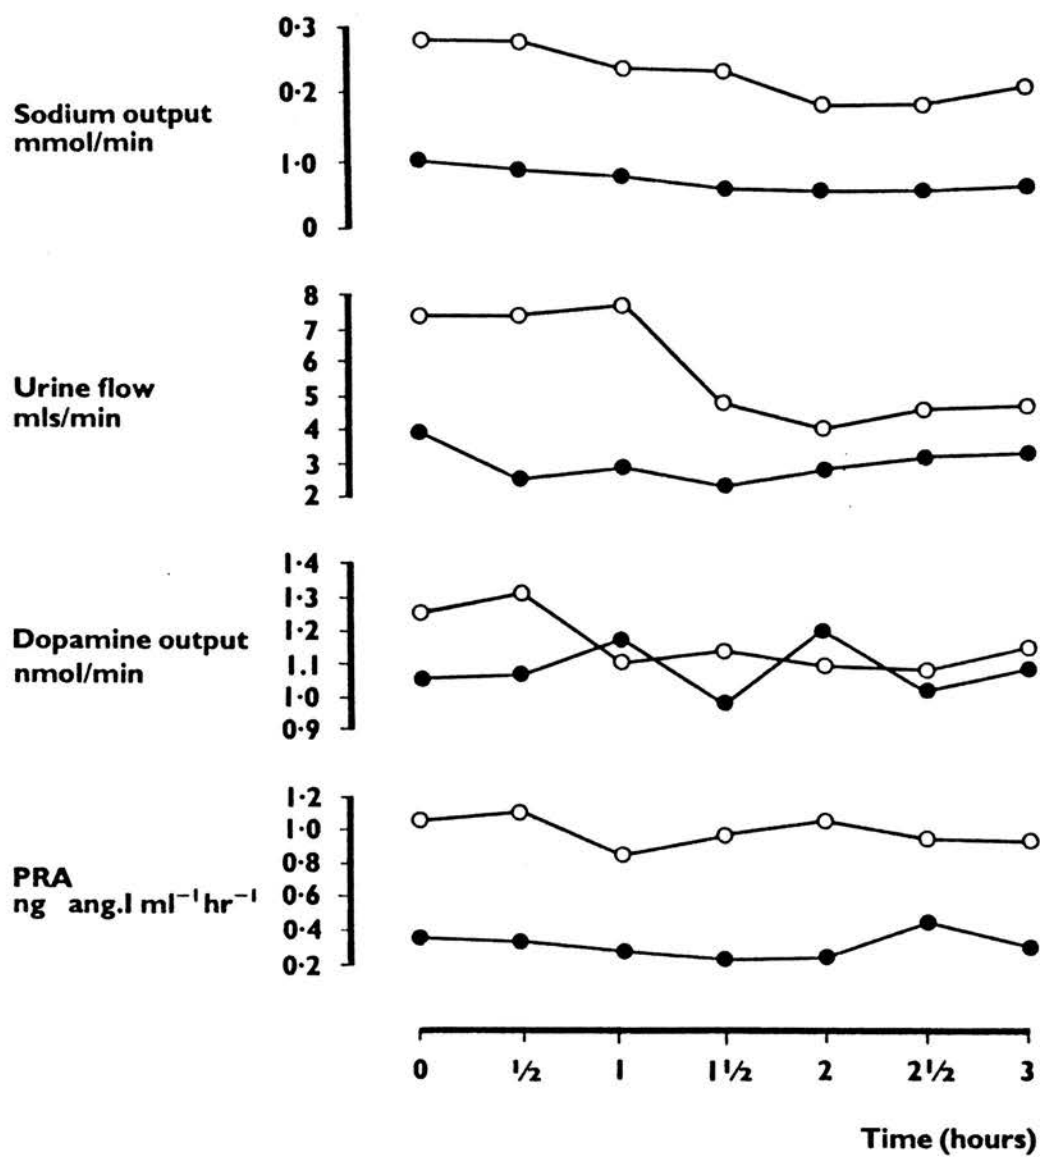 0·3
0·2
1·0
0
Sodium output
mmol/min
8
7
6
5
4
3
2
Urine flow
mls/min
1·4
1·3
1·2
1·1
1·0
0·9
Dopamine output
nmol/min
1·2
1·0
0·8
0·6
0·4
0·2
PRA
ng ang.I ml⁻¹ hr⁻¹
0 ½ 1 1½ 2 2½ 3
Time (hours)